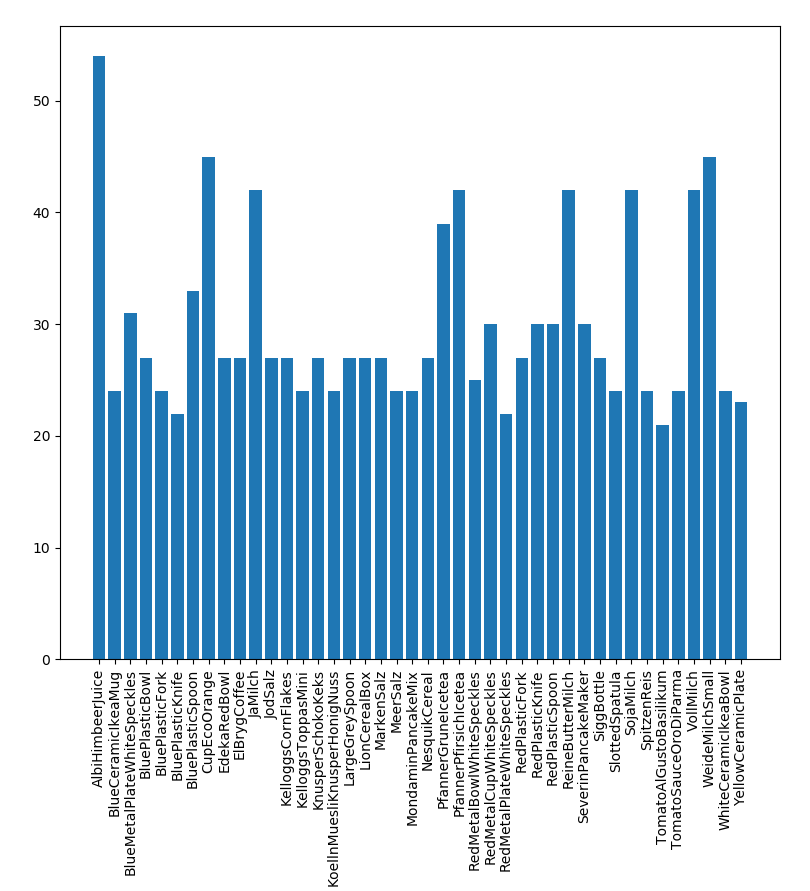 50
40
30
20
10
0
AlbiHimbeerJuice
BlueCeramicIkeaMug
BlueMetalPlateWhiteSpeckles
BluePlasticBowl
BluePlasticFork
BluePlasticKnife
BluePlasticSpoon
CupEcoOrange
EdekaRedBowl
ElBrygCoffee
JaMilch
JodSalz
KelloggsCornFlakes
KelloggsToppasMini
KnusperSchokoKeks
KoellnMuesliKnusperHonigNuss
LargeGreySpoon
LionCerealBox
MarkenSalz
MeerSalz
MondaminPancakeMix
NesquikCereal
PfannerGruneIcetea
PfannerPfirsichIcetea
RedMetalBowlWhiteSpeckles
RedMetalCupWhiteSpeckles
RedMetalPlateWhiteSpeckles
RedPlasticFork
RedPlasticKnife
RedPlasticSpoon
ReineButterMilch
SeverinPancakeMaker
SiggBottle
SlottedSpatula
SojaMilch
SpitzenReis
TomatoAlGustoBasilikum
TomatoSauceOroDiParma
VollMilch
WeideMilchSmall
WhiteCeramicIkeaBowl
YellowCeramicPlate